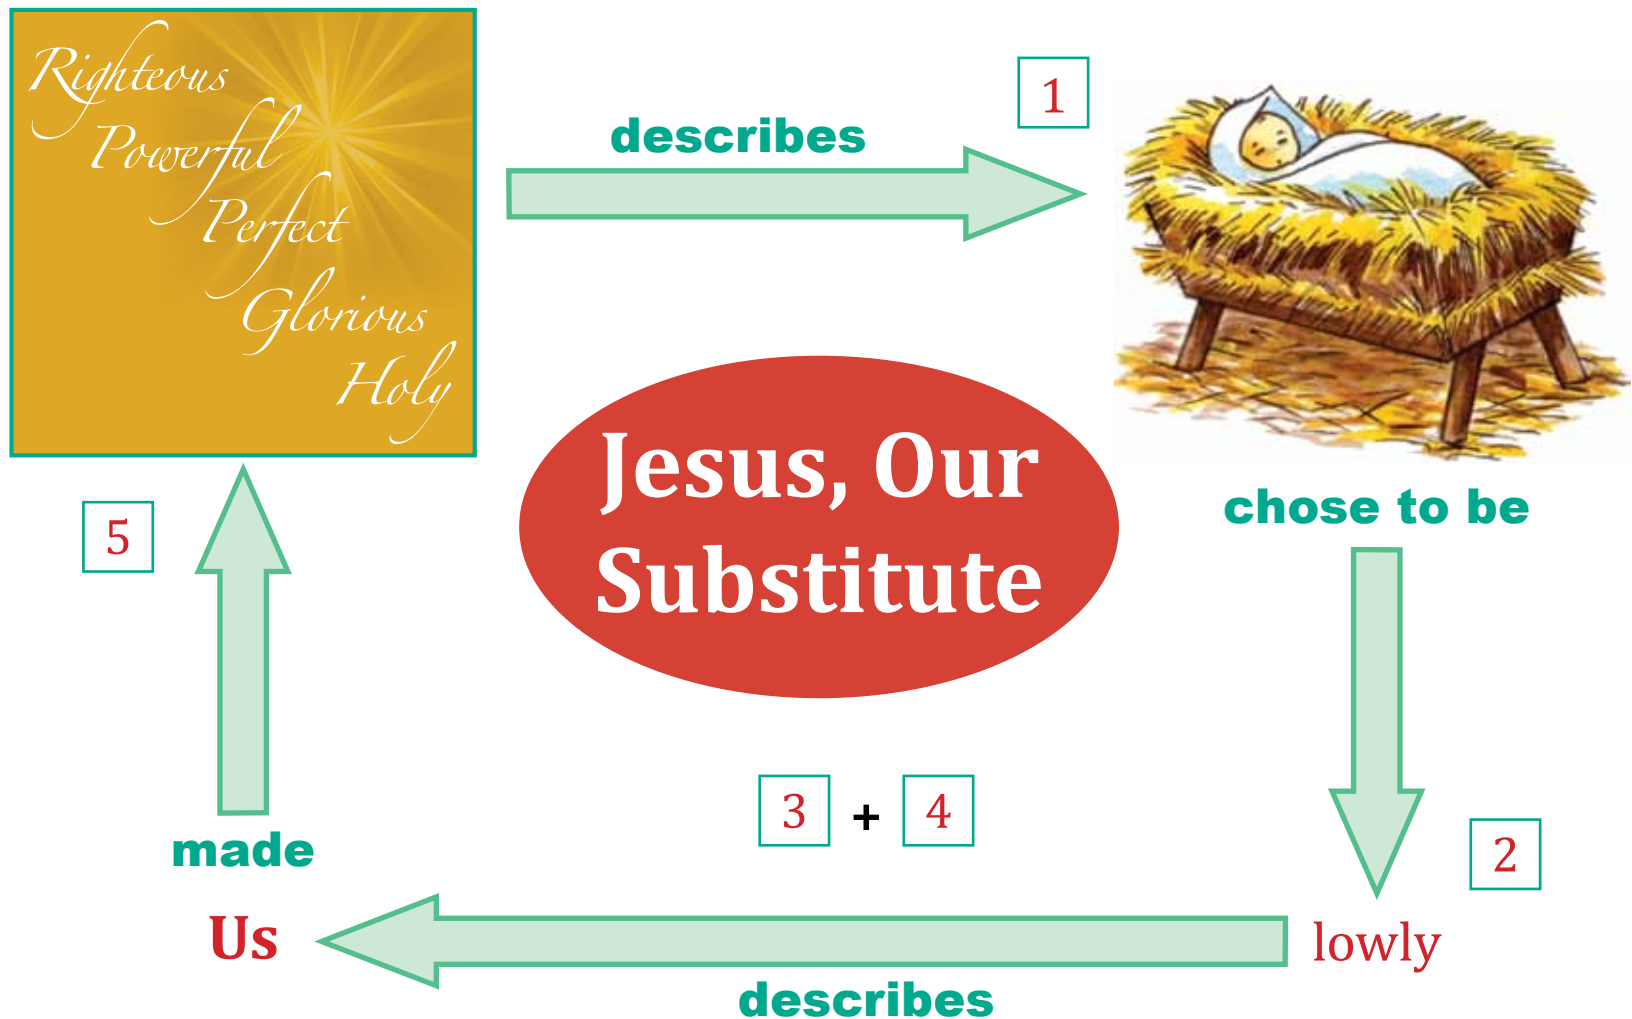 Righteous
Powerful
Perfect
Glorious
Holy
describes
1
chose to be
Jesus, Our
Substitute
5
3 + 4
2
made
Us
lowly
describes